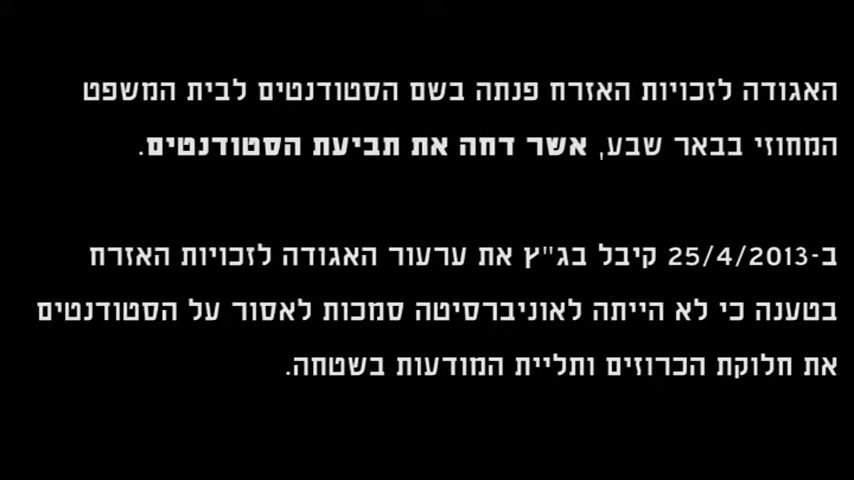 האגודה לזכויות האזרח פנתה בשם הסטודנטים לבית המשפט
המחוזי בבאר שבע, אשר דחה את תביעת הסטודנטים.
ב-25/4/2013 קיבל בג"ץ את ערעור האגודה לזכויות האזרח
בטענה כי לא הייתה לאוניברסיטה סמכות לאסור על הסטודנטים
את חלוקת הכרוזים ותליית המודעות בשטחה.